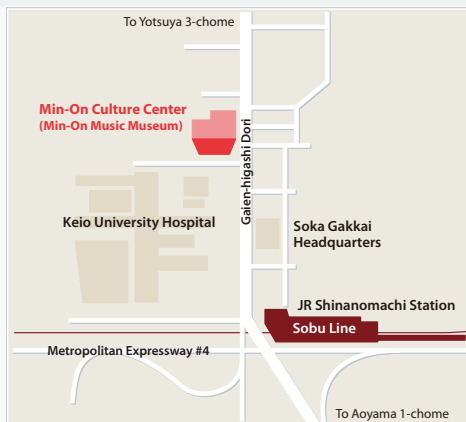 To Yotsuya 3-chome
Min-On Culture Center
(Min-On Music Museum)
Gaien-higashi Dori
Keio University Hospital
Soka Gakkai
Headquarters
JR Shinanomachi Station
Sobu Line
Metropolitan Expressway #4
To Aoyama 1-chome